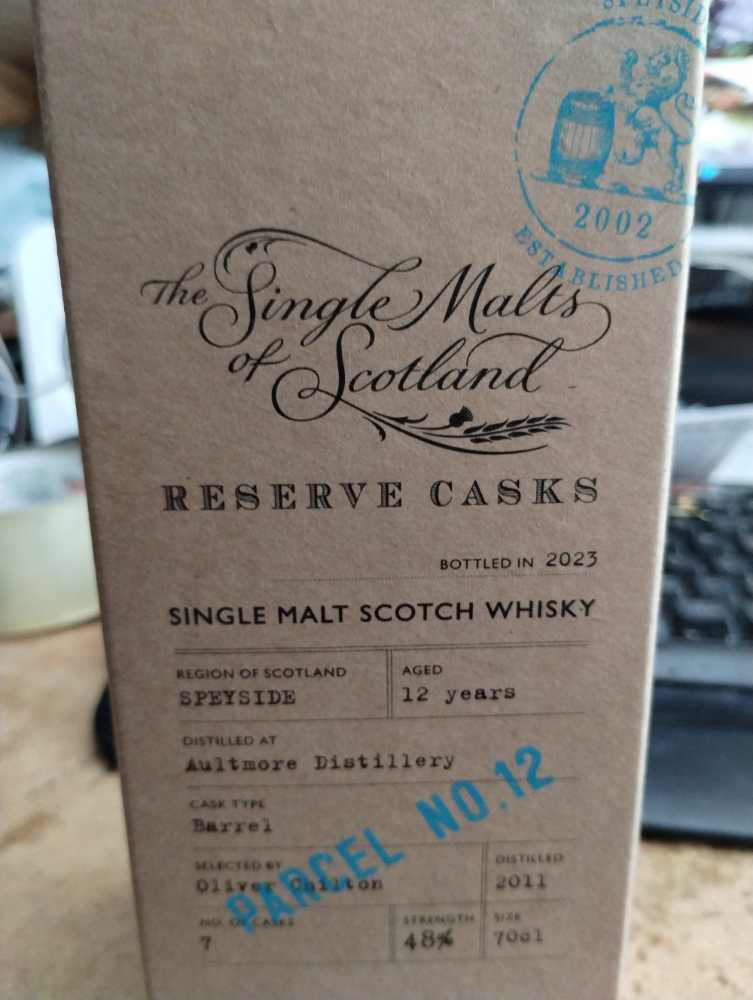 SPEYSIDE
2002
ESTABLISHED
The Single Malts
of Scotland
RESERVE CASKS
BOTTLED IN 2023
SINGLE MALT SCOTCH WHISKY
REGION OF SCOTLAND
SPEYSIDE
AGED
12 years
DISTILLED AT
Aultmore Distillery
CASK TYPE
Barrel
PARCEL NO.12
SELECTED BY
Oliver Chilton
DISTILLED
2011
NO. OF CASKS
7
STRENGTH
48%
SIZE
70cl